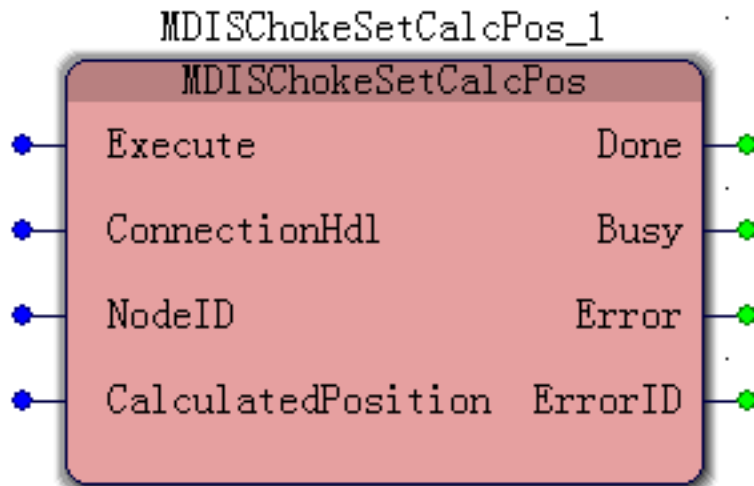 MDISChokeSetCalcPos_1
MDISChokeSetCalcPos
Execute Done
ConnectionHdl Busy
NodeID Error
CalculatedPosition ErrorID